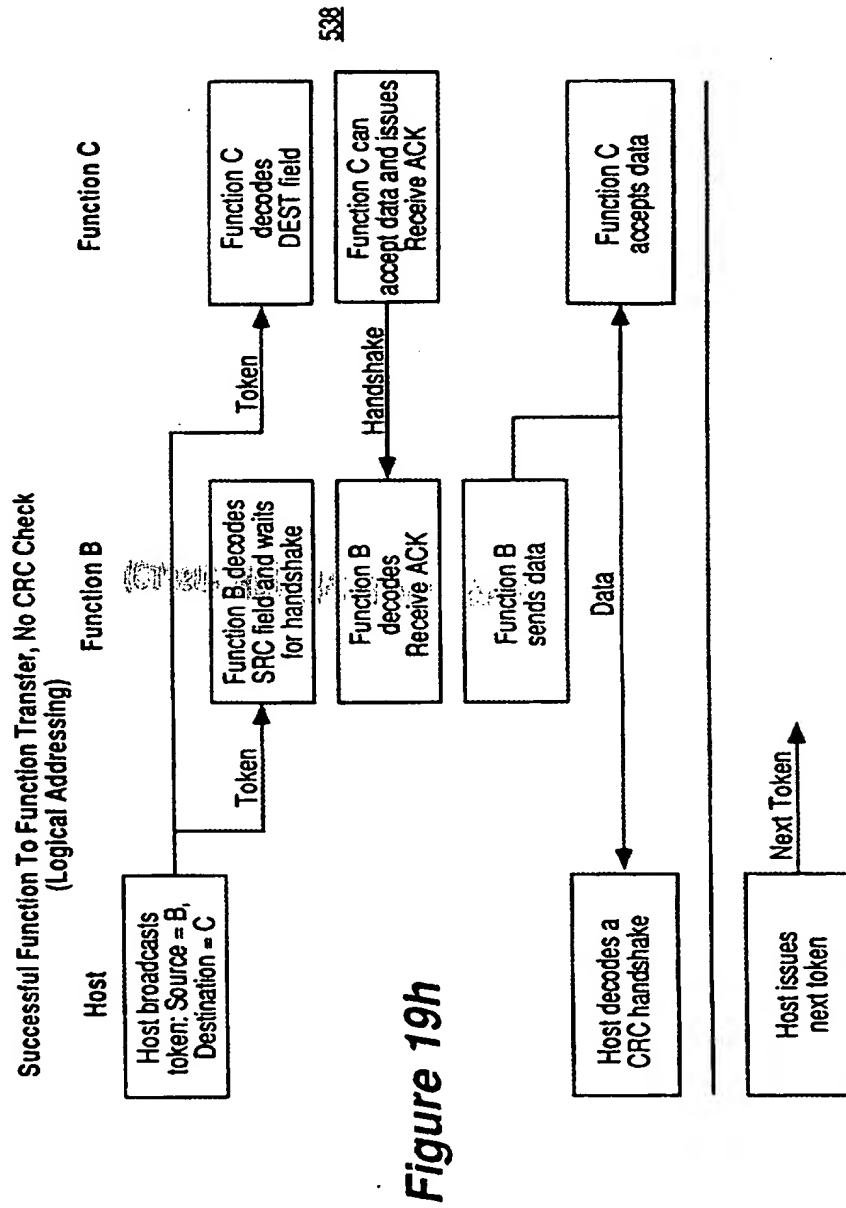 Successful Function To Function Transfer, No CRC Check
(Logical Addressing)
Host
Function B
Function C
Host broadcasts
token: Source = B,
Destination = C
Token
Token
Function B decodes
SRC field and waits
for handshake
Function C
decodes
DEST field
538
Function C can
accept data and issues
Receive ACK
Handshake
Function B
decodes
Receive ACK
Function B
sends data
Data
Host decodes a
CRC handshake
Function C
accepts data
Host issues
next token
Next Token
Figure 19h